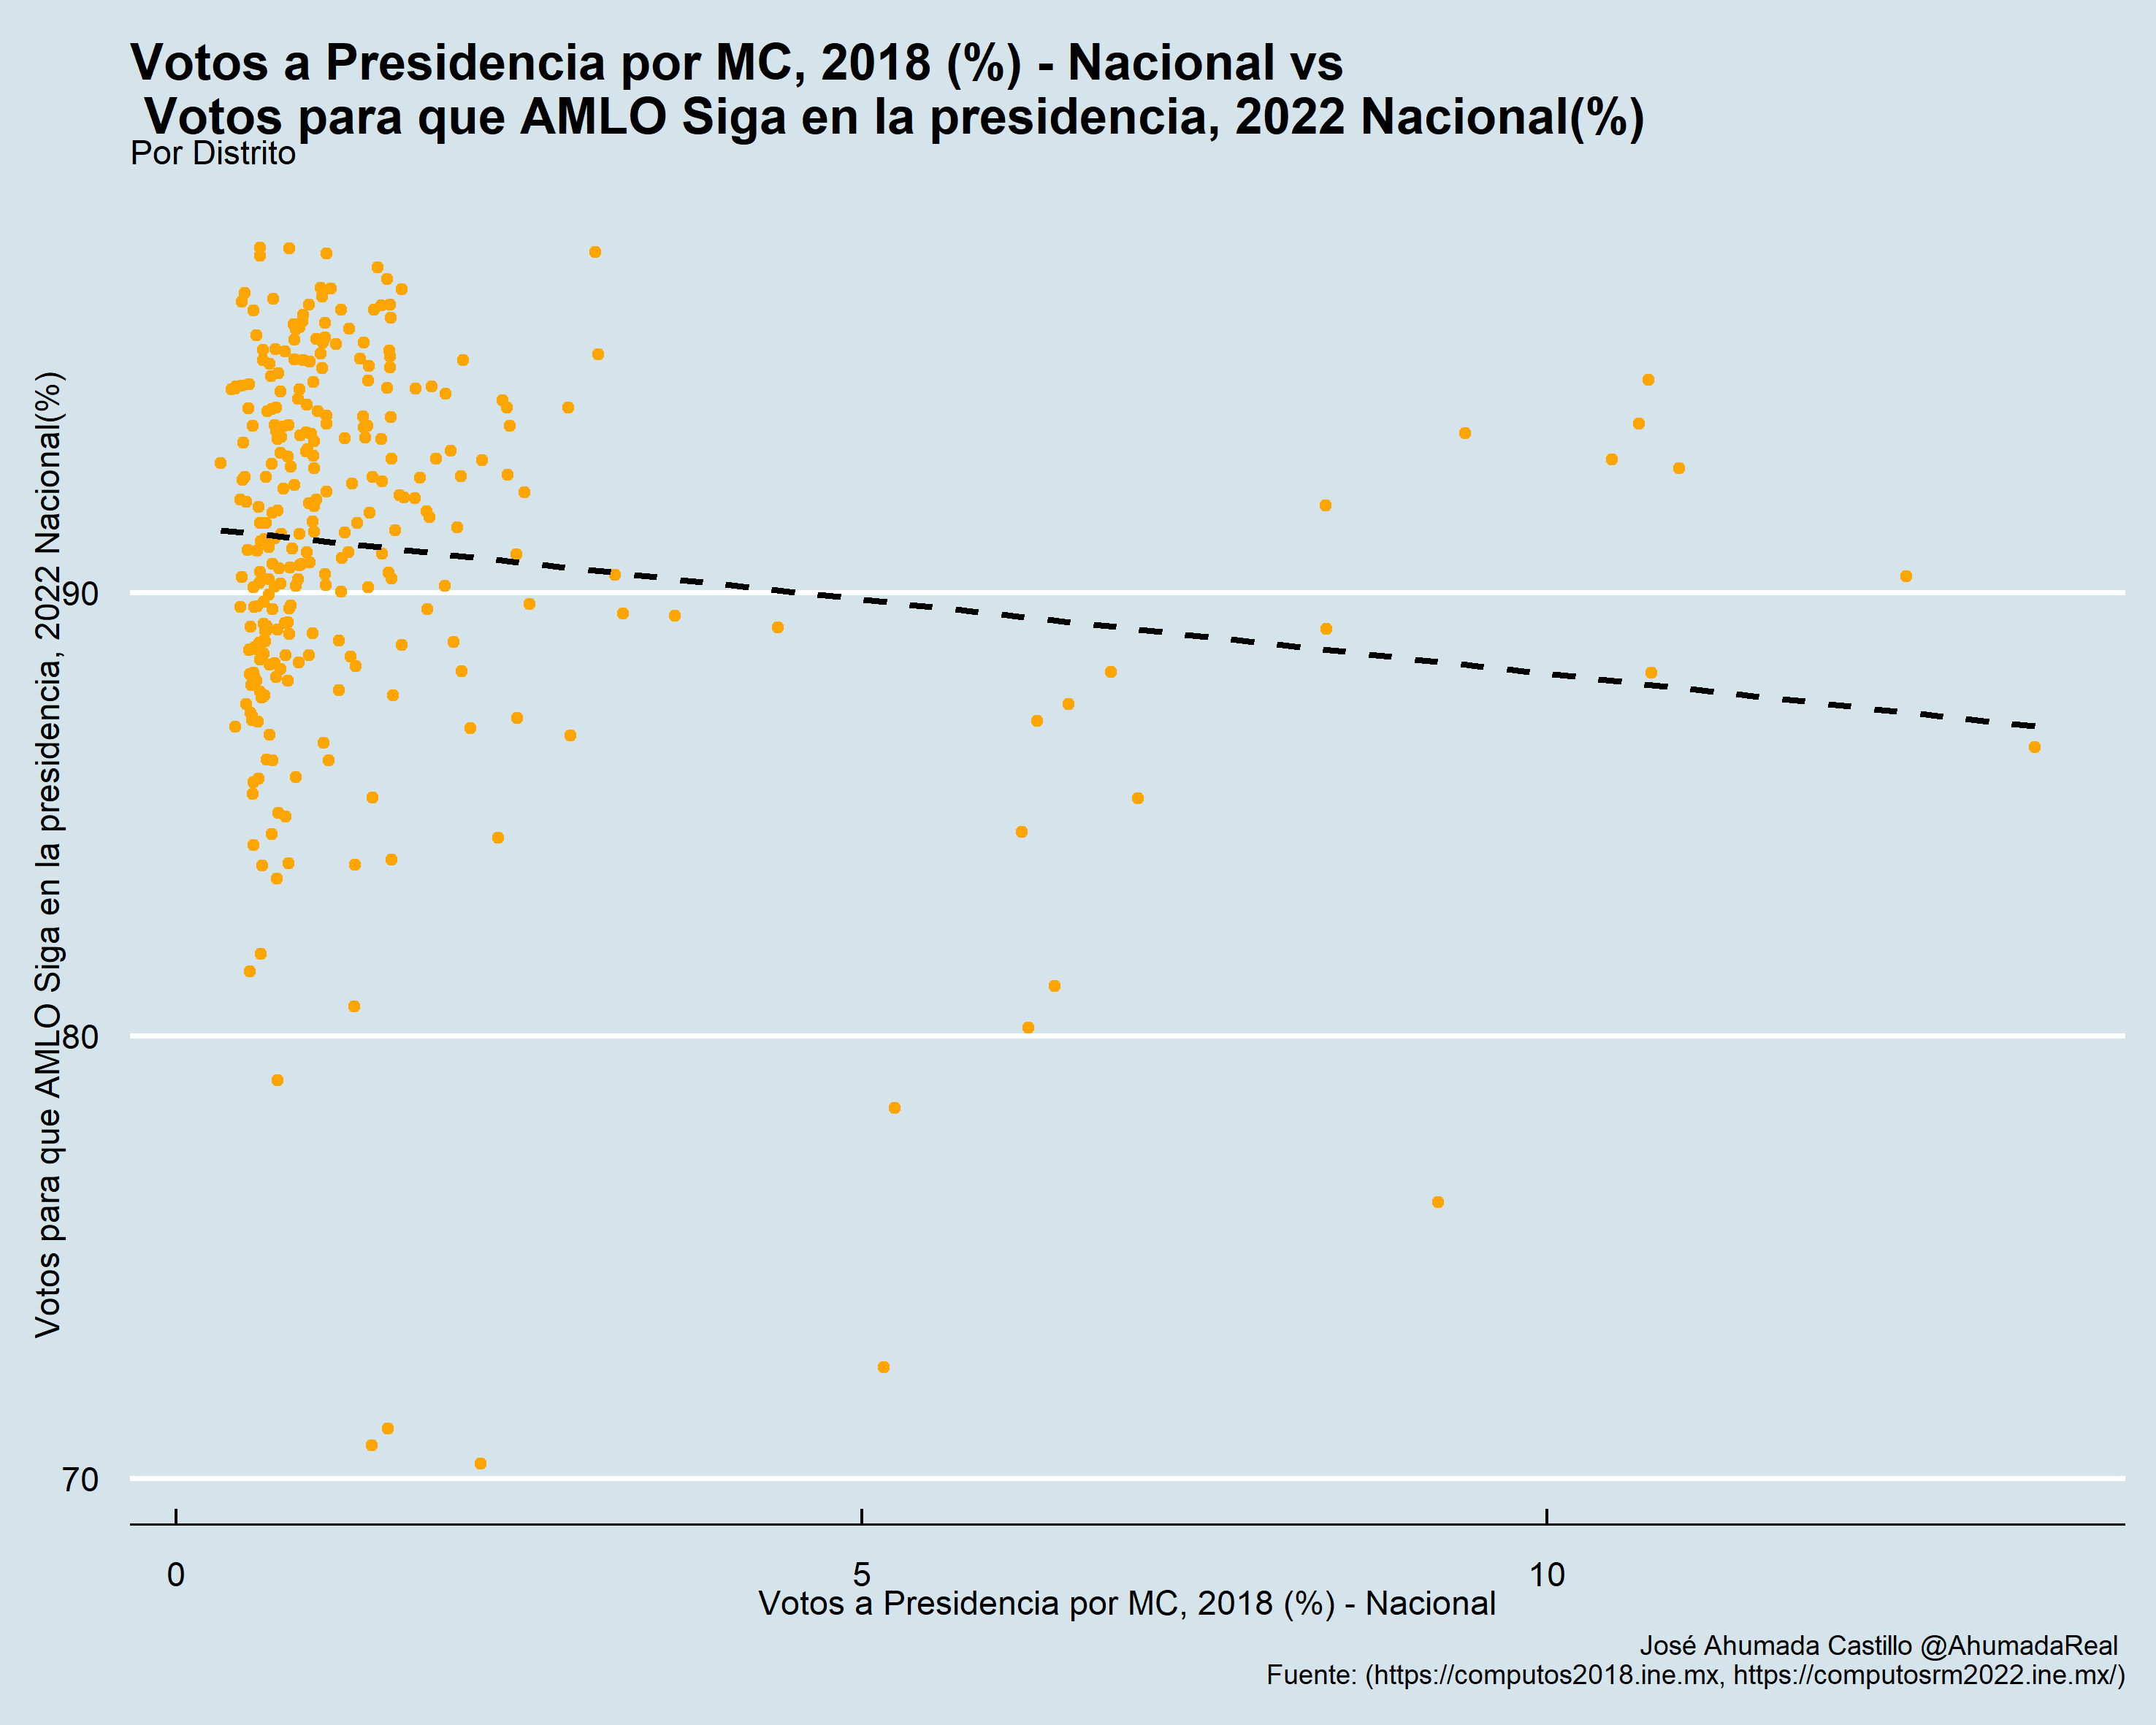 Votos a Presidencia por MC, 2018 (%) - Nacional vs
Votos para que AMLO Siga en la presidencia, 2022 Nacional(%)
Por Distrito
Votos para que AMLO Siga en la presidencia, 2022 Nacional(%)
90
80
70
0 5 10
Votos a Presidencia por MC, 2018 (%) - Nacional
José Ahumada Castillo @AhumadaReal
Fuente: (https://computos2018.ine.mx, https://computosrm2022.ine.mx/)